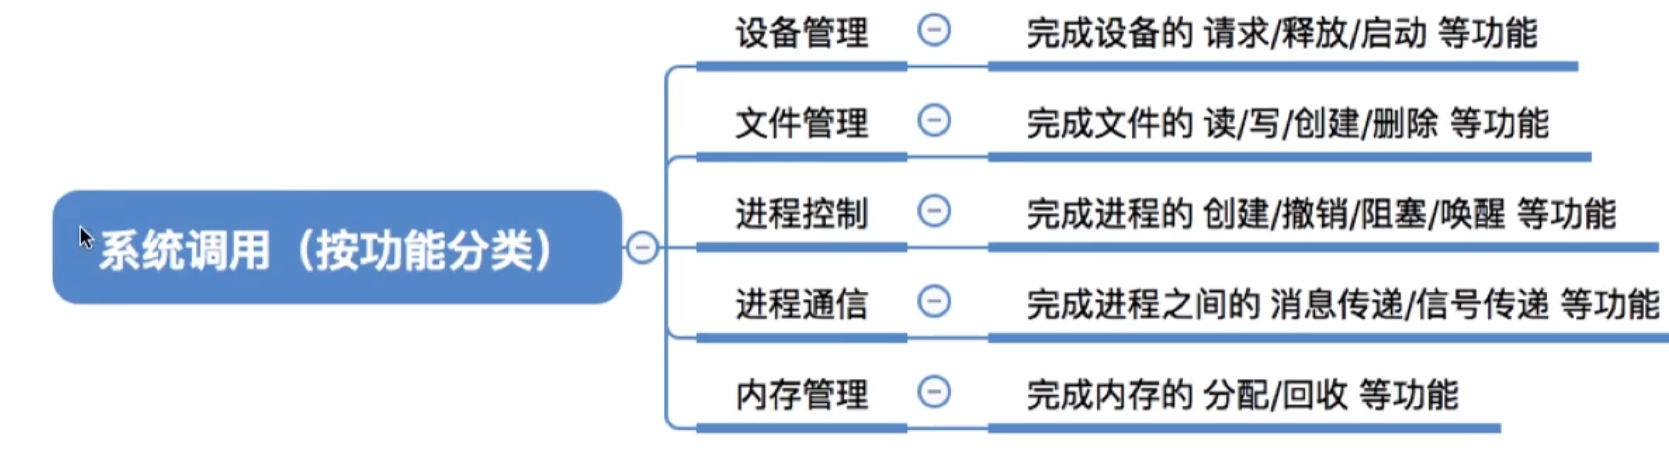 系统调用（按功能分类）
设备管理
完成设备的 请求/释放/启动 等功能
文件管理
完成文件的 读/写/创建/删除 等功能
进程控制
完成进程的 创建/撤销/阻塞/唤醒 等功能
进程通信
完成进程之间的 消息传递/信号传递 等功能
内存管理
完成内存的 分配/回收 等功能